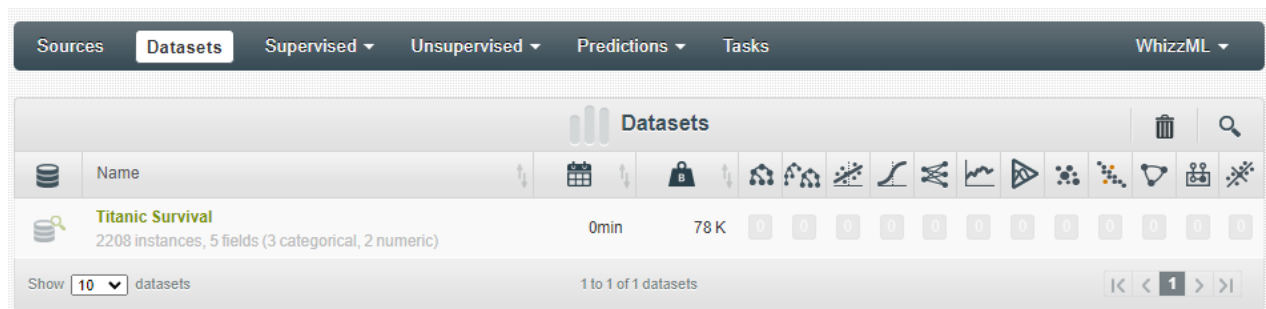 Sources Datasets Supervised Unsupervised Predictions Tasks WhizzML
Datasets
Name B
Titanic Survival
0min 78 K 0 0 0 0 0 0 0 0 0 0 0 0
2208 instances, 5 fields (3 categorical, 2 numeric)
Show 10 datasets 1 to 1 of 1 datasets 1